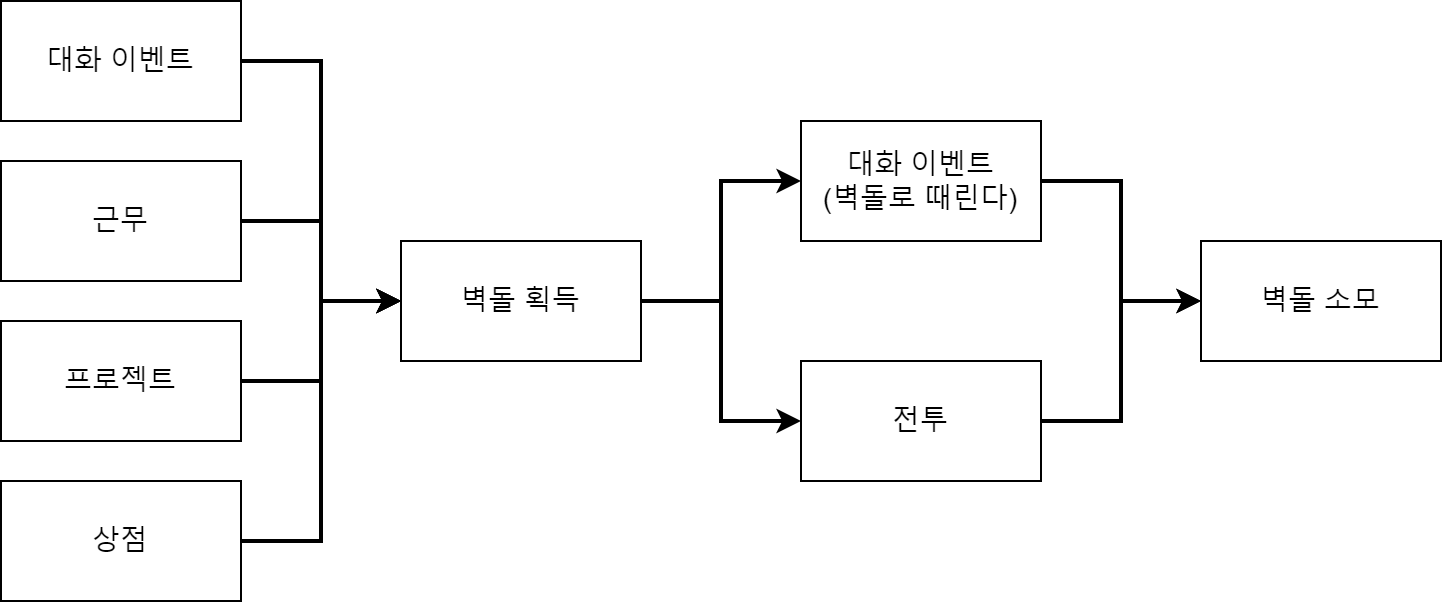 대화 이벤트
근무
프로젝트
상점
벽돌 획득
대화 이벤트
(벽돌로 때린다)
전투
벽돌 소모